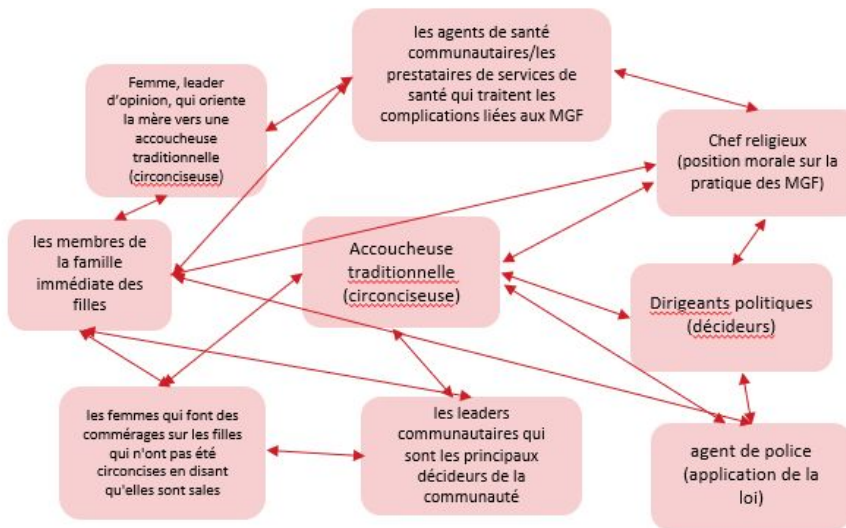 les agents de santé
communautaires/les
prestataires de services de
santé qui traitent les
complications liées aux MGF
Femme, leader
d'opinion, qui oriente
la mère vers une
accoucheuse
traditionnelle
(circonciseuse)
Chef religieux
(position morale sur la
pratique des MGF)
les membres de
la famille
immédiate des
filles
Accoucheuse
traditionnelle
(circonciseuse)
Dirigeants politiques
(décideurs)
les femmes qui font des
commérages sur les filles
qui n'ont pas été
circoncises en disant
qu'elles sont sales
les leaders
communautaires qui
sont les principaux
décideurs de la
communauté
agent de police
(application de la
loi)